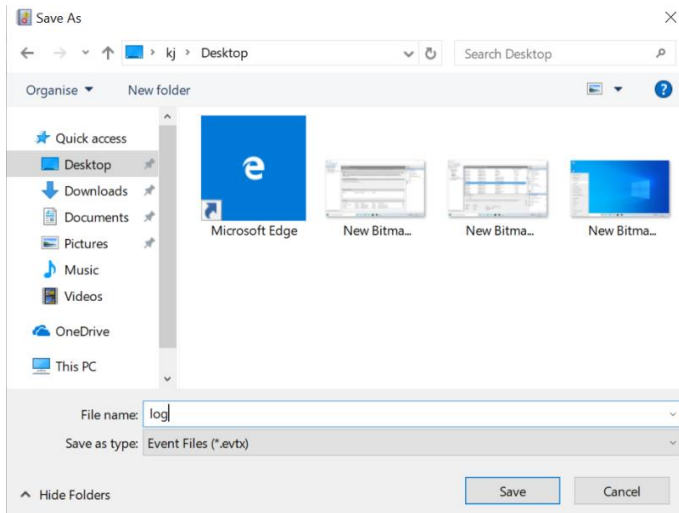 Save As
kj Desktop
Search Desktop
Organise New folder
Quick access
Desktop
Downloads
Documents
Pictures
Music
Videos
OneDrive
This PC
Microsoft Edge
New Bitma...
New Bitma...
New Bitma...
File name: log
Save as type: Event Files (*.evtx)
Hide Folders
Save
Cancel